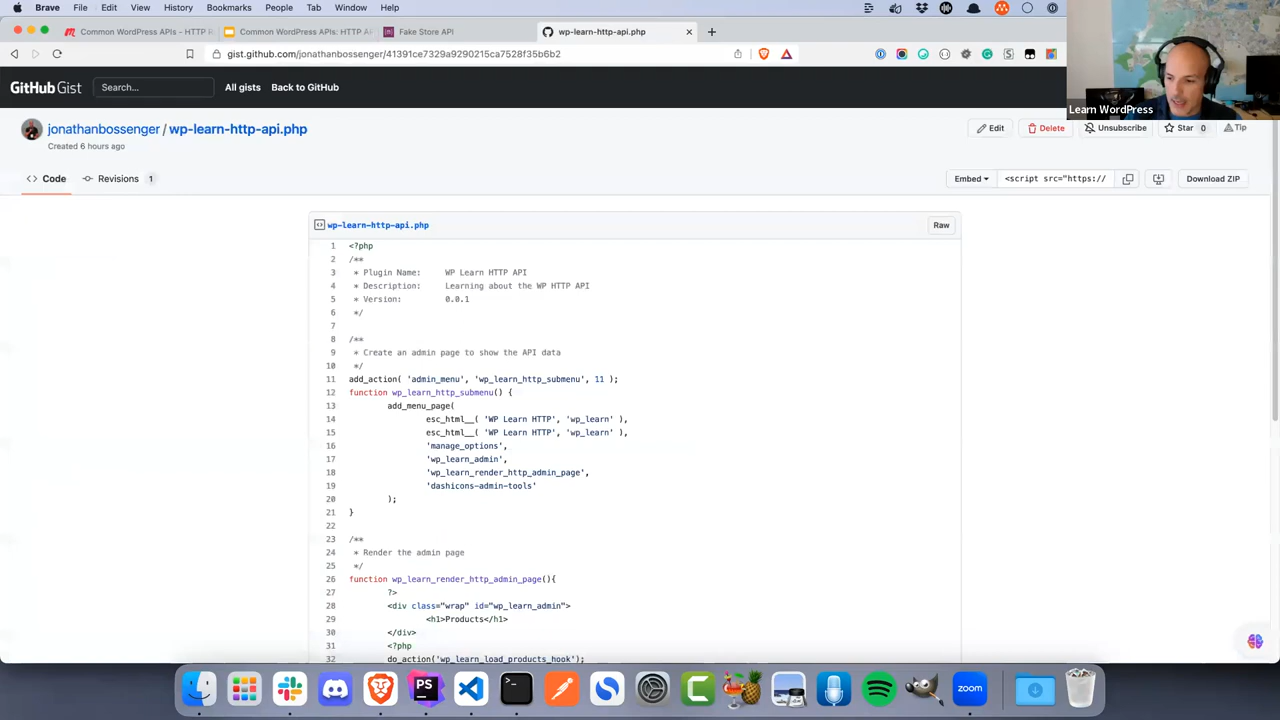 Brave File Edit View History Bookmarks People Tab Window Help
Common WordPress APIs - HTTP R
Common WordPress APIs: HTTP A
Fake Store API
wp-learn-http-api.php
gist.github.com/jonathanbossenger/41391ce7329a9290215ca7528f35b6b2
GitHub Gist
Search...
All gists
Back to GitHub
Learn WordPress
jonathanbossenger / wp-learn-http-api.php
Created 6 hours ago
Edit
Delete
Unsubscribe
Star 0
Tip
Code
Revisions 1
Embed
<script src="https://
Download ZIP
wp-learn-http-api.php
Raw
1 <?php
2 /**
3 * Plugin Name: WP Learn HTTP API
4 * Description: Learning about the WP HTTP API
5 * Version: 0.0.1
6 */
7
8 /**
9 * Create an admin page to show the API data
10 */
11 add_action( 'admin_menu', 'wp_learn_http_submenu', 11 );
12 function wp_learn_http_submenu() {
13 add_menu_page(
14 esc_html__( 'WP Learn HTTP', 'wp_learn' ),
15 esc_html__( 'WP Learn HTTP', 'wp_learn' ),
16 'manage_options',
17 'wp_learn_admin',
18 'wp_learn_render_http_admin_page',
19 'dashicons-admin-tools'
20 );
21 }
22
23 /**
24 * Render the admin page
25 */
26 function wp_learn_render_http_admin_page(){
27 ?>
28 <div class="wrap" id="wp_learn_admin">
29 <h1>Products</h1>
30 </div>
31 <?php
32 do_action('wp_learn_load_products_hook');
PS
zoom